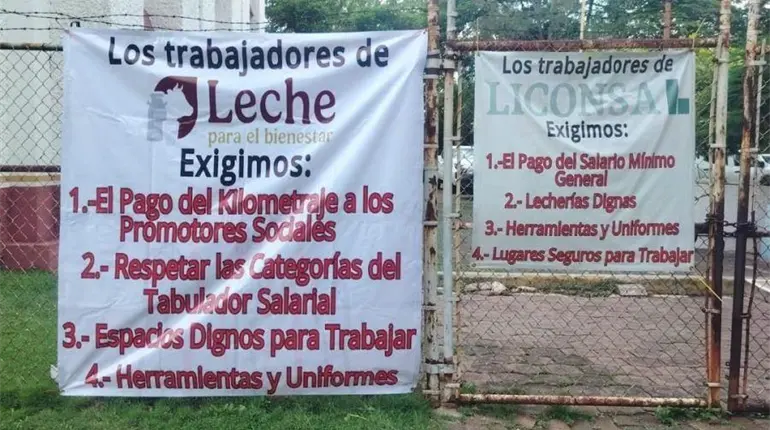 Los trabajadores de
Leche
para el bienestar
Exigimos:
1.-El Pago del Kilometraje a los
Promotores Sociales
2.- Respetar las Categorías del
Tabulador Salarial
3.- Espacios Dignos para Trabajar
4.- Herramientas y Uniformes
Los trabajadores de
LICONSA
Exigimos:
1.-El Pago del Salario Mínimo
General
2.- Lecherías Dignas
3.- Herramientas y Uniformes
4.- Lugares Seguros para Trabajar